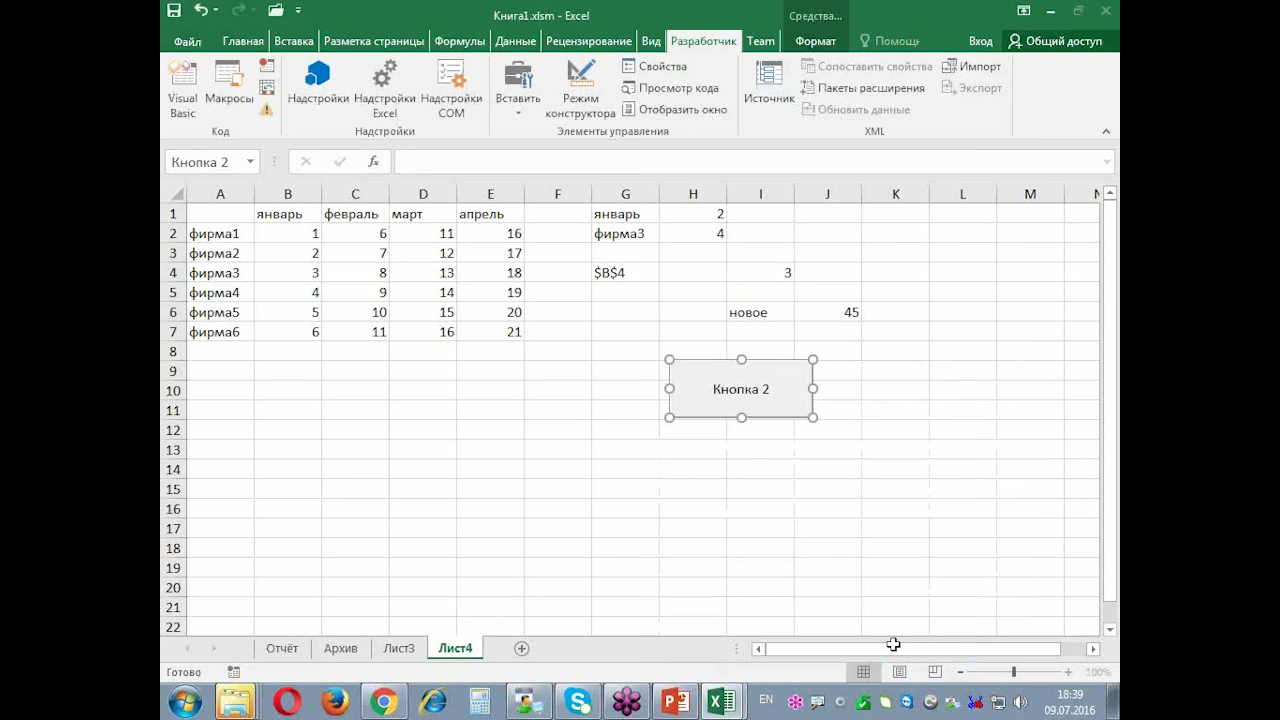 Книга1.xlsm - Excel
Средства...
Файл Главная Вставка Разметка страницы Формулы Данные Рецензирование Вид Разработчик Team Формат Помощь Вход Общий доступ
Visual Basic
Макросы
Код
Надстройки
Надстройки Excel
Надстройки COM
Надстройки
Вставить
Режим конструктора
Свойства
Просмотр кода
Отобразить окно
Элементы управления
Источник
Сопоставить свойства
Пакеты расширения
Обновить данные
Импорт
Экспорт
XML
Кнопка 2 fx
A B C D E F G H I J K L M N
1 январь февраль март апрель январь 2
2 фирма1 1 6 11 16 фирма3 4
3 фирма2 2 7 12 17
4 фирма3 3 8 13 18 $B$4 3
5 фирма4 4 9 14 19
6 фирма5 5 10 15 20 новое 45
7 фирма6 6 11 16 21
8
9
10 Кнопка 2
11
12
13
14
15
16
17
18
19
20
21
22
Отчёт Архив Лист3 Лист4
Готово 100%
EN 18:39
09.07.2016